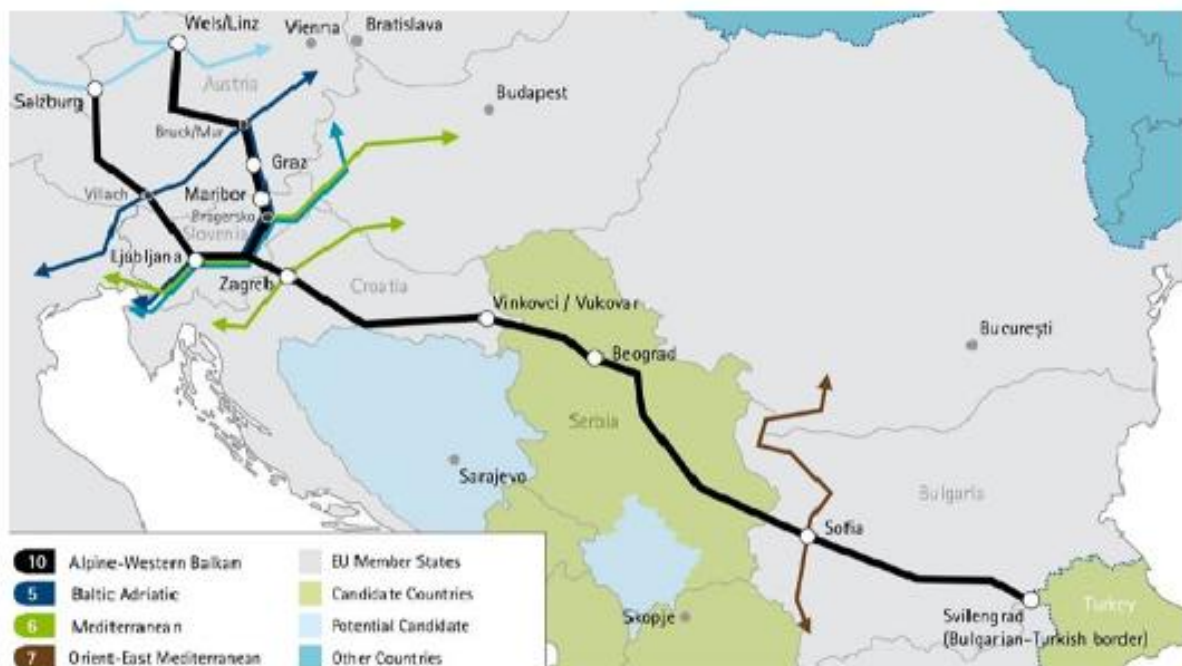 Wels/Linz
Vienna
Bratislava
Austria
Salzburg
Budapest
Bruck/Mur
Graz
Villach
Maribor
Pragersko
Slovenia
Ljubljana
Zagreb
Croatia
Vinkovci / Vukovar
Bucureşti
Beograd
Serbia
Sarajevo
Bulgaria
Sofia
Skopje
Turkey
Svillengrad
(Bulgarian-Turkish border)
10 Alpine-Western Balkan
5 Baltic Adriatic
6 Mediterranean
7 Orient-East Mediterranean
EU Member States
Candidate Countries
Potential Candidate
Other Countries